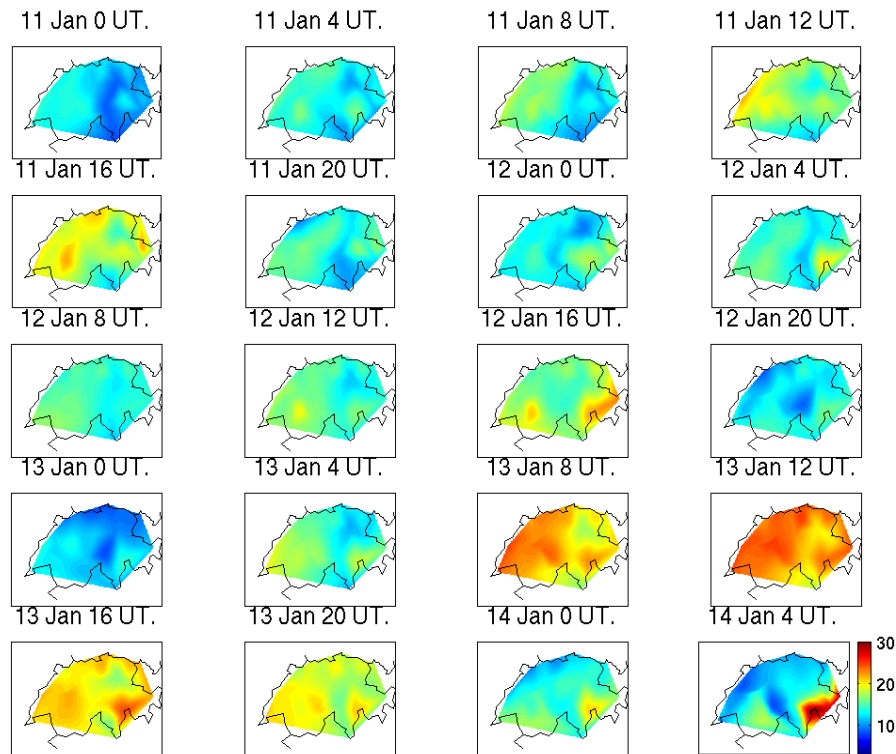 11 Jan 0 UT. 11 Jan 4 UT. 11 Jan 8 UT. 11 Jan 12 UT.
11 Jan 16 UT. 11 Jan 20 UT. 12 Jan 0 UT. 12 Jan 4 UT.
12 Jan 8 UT. 12 Jan 12 UT. 12 Jan 16 UT. 12 Jan 20 UT.
13 Jan 0 UT. 13 Jan 4 UT. 13 Jan 8 UT. 13 Jan 12 UT.
13 Jan 16 UT. 13 Jan 20 UT. 14 Jan 0 UT. 14 Jan 4 UT.
30
20
10